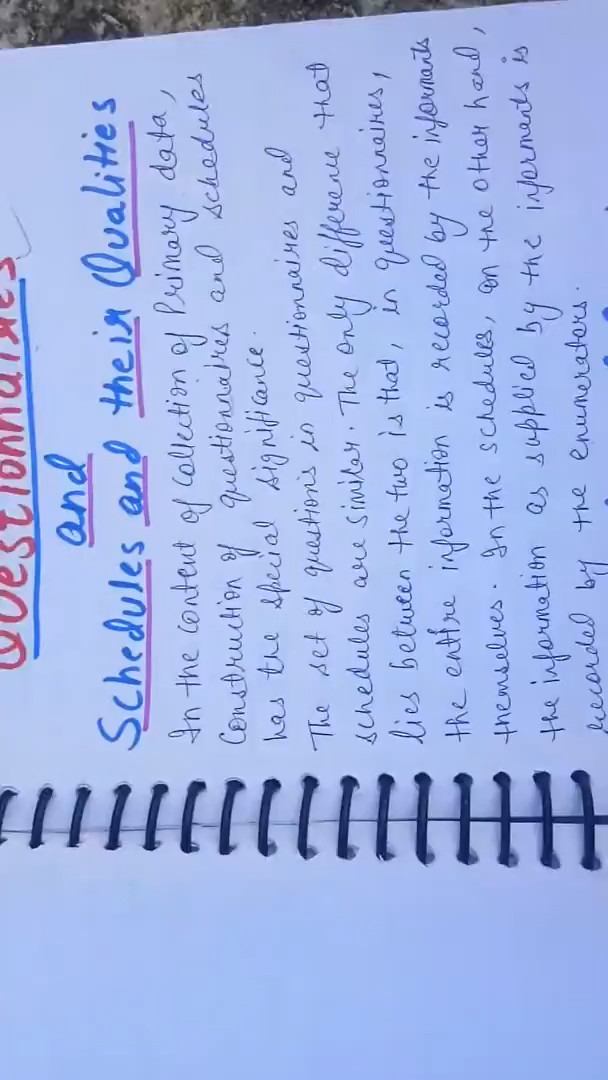 Questionnaires
and
Schedules and their Qualities
In the content of collection of Primary data,
Construction of questionnaires and schedules
has the special significance.
The set of questions in questionnaires and
schedules are similar. The only difference that
lies between the two is that, in questionnaires,
the entire information is recorded by the informants
themselves. In the schedules, on the other hand,
the information as supplied by the informents is
recorded by the enumerators.